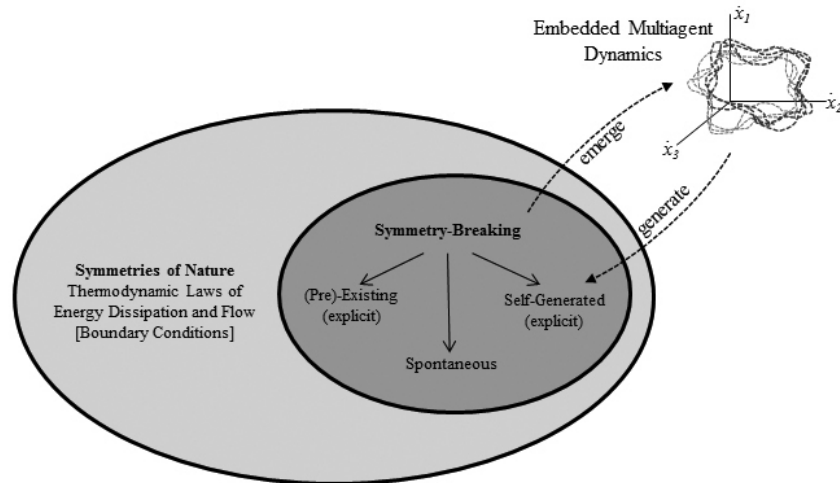 Embedded Multiagent
Dynamics
ẋ1
ẋ2
ẋ3
emerge
generate
Symmetry-Breaking
Symmetries of Nature
Thermodynamic Laws of
Energy Dissipation and Flow
[Boundary Conditions]
(Pre)-Existing
(explicit)
Self-Generated
(explicit)
Spontaneous